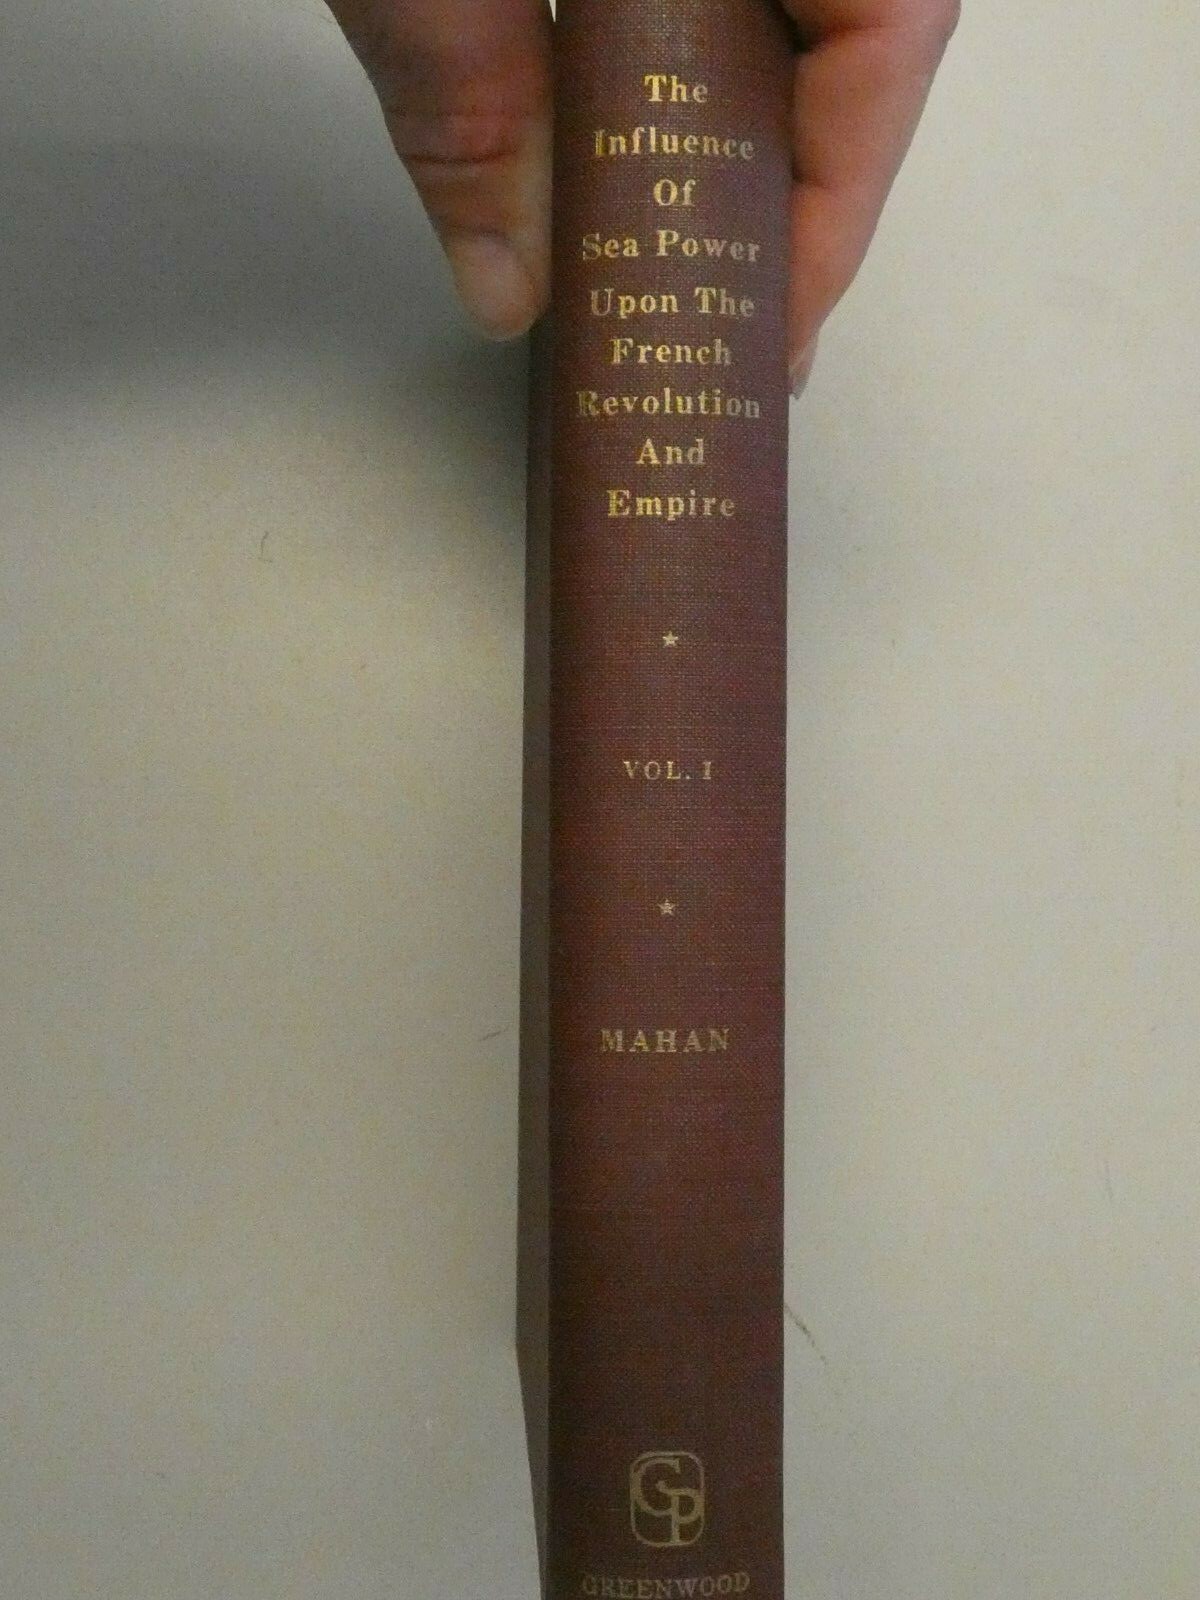 The
Influence
Of
Sea Power
Upon The
French
Revolution
And
Empire
VOL. I
MAHAN
GP
GREENWOOD